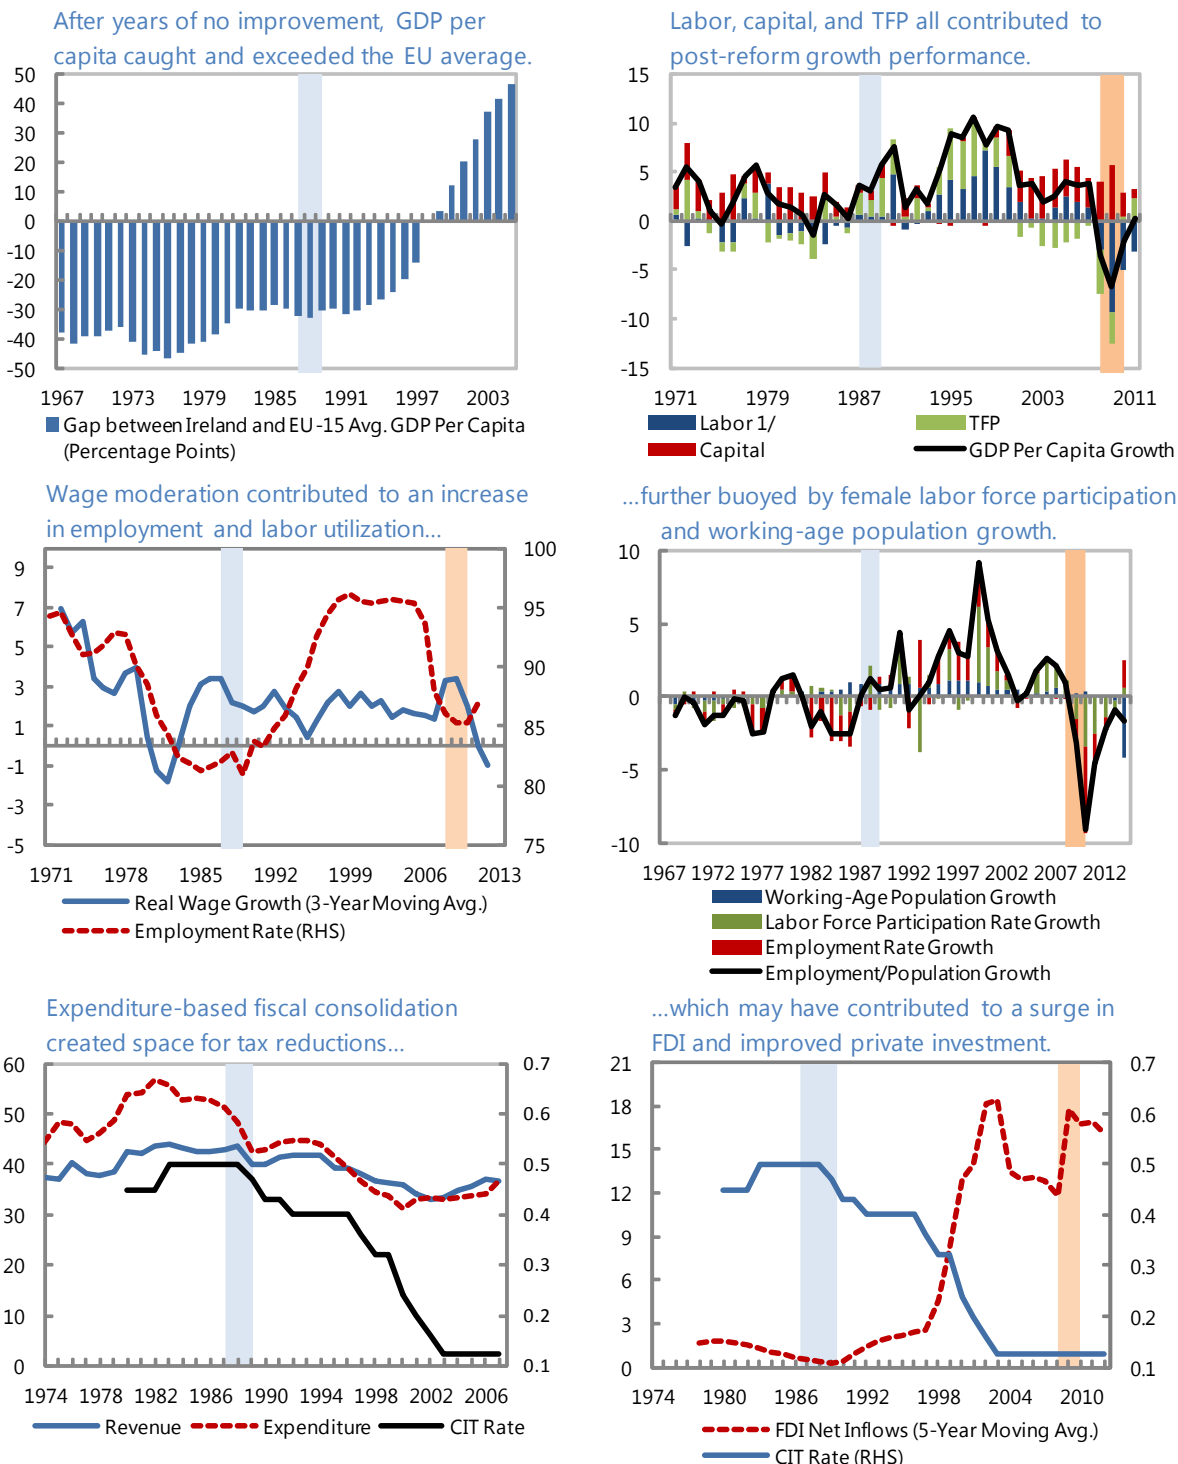 After years of no improvement, GDP per
capita caught and exceeded the EU average.
50
40
30
20
10
0
-10
-20
-30
-40
-50
1967 1973 1979 1985 1991 1997 2003
Gap between Ireland and EU-15 Avg. GDP Per Capita
(Percentage Points)
Labor, capital, and TFP all contributed to
post-reform growth performance.
15
10
5
0
-5
-10
-15
1971 1979 1987 1995 2003 2011
Labor 1/ TFP
Capital GDP Per Capita Growth
Wage moderation contributed to an increase
in employment and labor utilization...
9 100
7 95
5
3 90
1 85
-1 80
-3
-5 75
1971 1978 1985 1992 1999 2006 2013
Real Wage Growth (3-Year Moving Avg.)
Employment Rate (RHS)
...further buoyed by female labor force participation
and working-age population growth.
10
5
0
-5
-10
1967 1972 1977 1982 1987 1992 1997 2002 2007 2012
Working-Age Population Growth
Labor Force Participation Rate Growth
Employment Rate Growth
Employment/Population Growth
Expenditure-based fiscal consolidation
created space for tax reductions...
60 0.7
50 0.6
40 0.5
30 0.4
20 0.3
10 0.2
0 0.1
1974 1978 1982 1986 1990 1994 1998 2002 2006
Revenue Expenditure CIT Rate
...which may have contributed to a surge in
FDI and improved private investment.
21 0.7
18 0.6
15 0.5
12 0.4
9 0.3
6 0.2
3
0 0.1
1974 1980 1986 1992 1998 2004 2010
FDI Net Inflows (5-Year Moving Avg.)
CIT Rate (RHS)